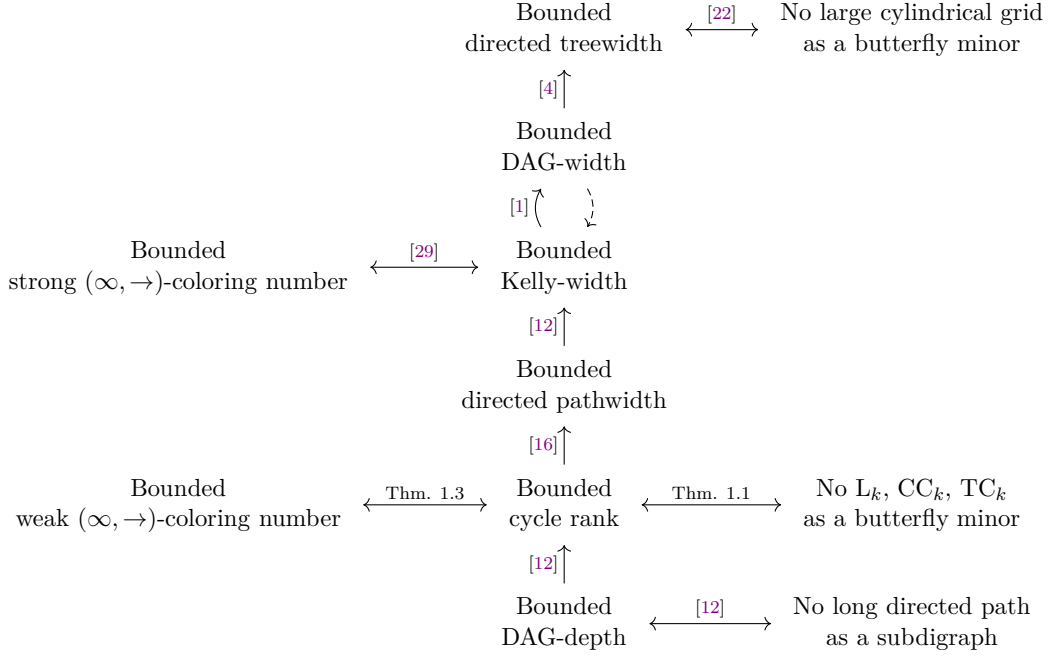 Bounded
directed treewidth
[22]
No large cylindrical grid
as a butterfly minor
[4]
Bounded
DAG-width
[1]
Bounded
strong (∞, →)-coloring number
[29]
Bounded
Kelly-width
[12]
Bounded
directed pathwidth
[16]
Bounded
weak (∞, →)-coloring number
Thm. 1.3
Bounded
cycle rank
Thm. 1.1
No L_k, CC_k, TC_k
as a butterfly minor
[12]
Bounded
DAG-depth
[12]
No long directed path
as a subdigraph